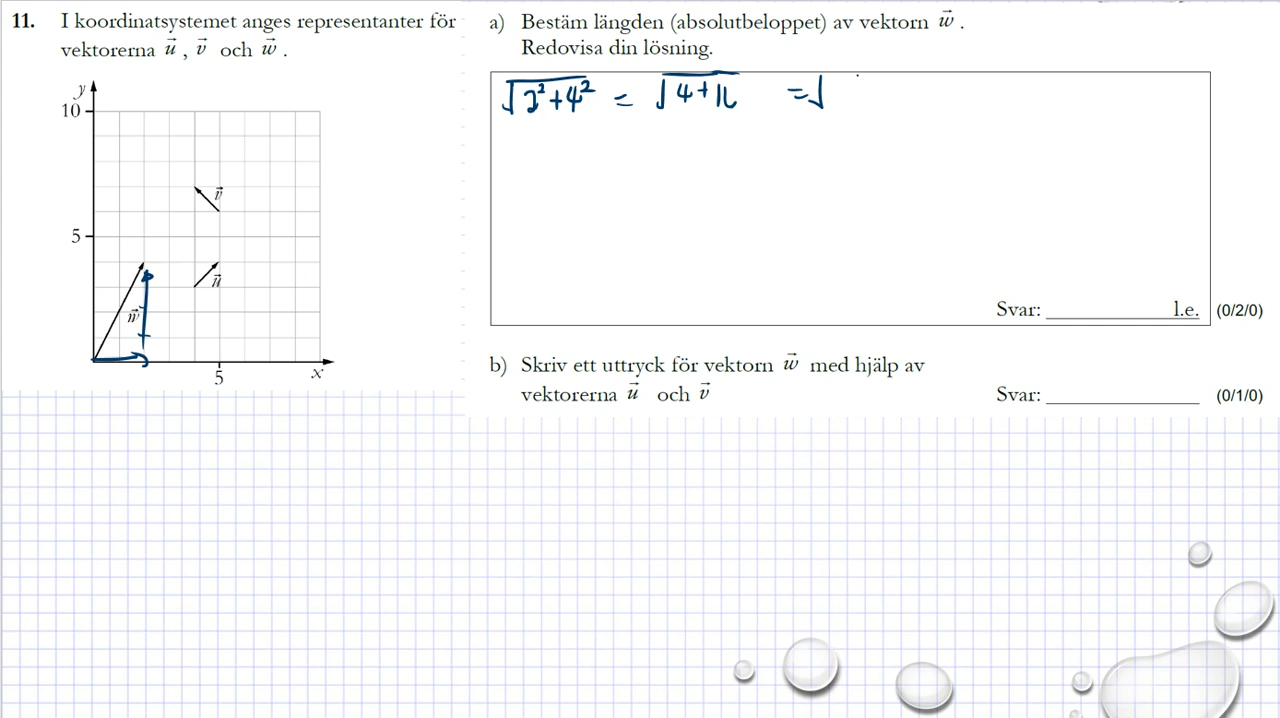 11. I koordinatsystemet anges representanter för
vektorerna u⃗ , v⃗ och w⃗ .
y
10
5
v⃗
u⃗
w⃗
5
x
a) Bestäm längden (absolutbeloppet) av vektorn w⃗ .
Redovisa din lösning.
√2²+4² = √4+16 =√
Svar: ____________ l.e. (0/2/0)
b) Skriv ett uttryck för vektorn w⃗ med hjälp av
vektorerna u⃗ och v⃗ Svar: ____________ (0/1/0)